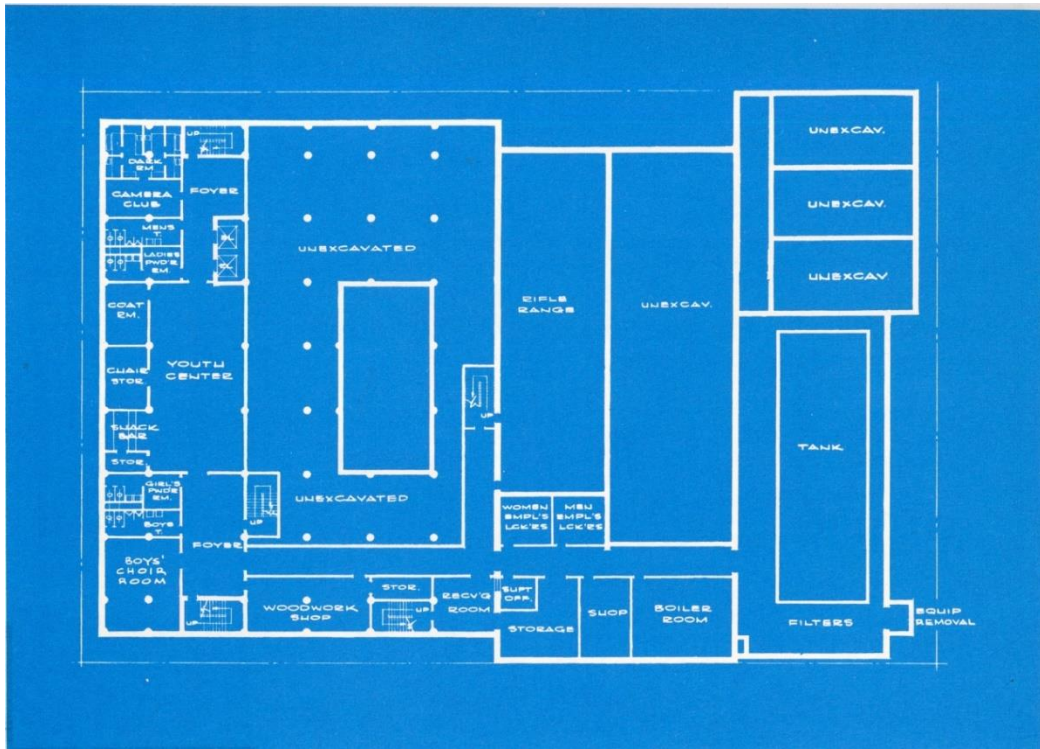 UP
DARK
RM
CAMERA
CLUB
FOYER
MENS
T.
LADIES
PWD'R
RM.
COAT
RM.
CHAIR
STOR.
YOUTH
CENTER
SNACK
BAR
STOR.
GIRL'S
PWD'R
RM.
BOYS
T.
UP
FOYER
BOYS'
CHOIR
ROOM
UP
WOODWORK
SHOP
STOR.
UP
RECV'G
ROOM
UNEXCAVATED
UNEXCAVATED
UP
RIFLE
RANGE
UNEXCAV.
WOMEN
EMPL'S
LCK'RS
MEN
EMPL'S
LCK'RS
SUPT
OFF.
STORAGE
SHOP
BOILER
ROOM
UNEXCAV.
UNEXCAV.
UNEXCAV.
TANK
FILTERS
EQUIP
REMOVAL